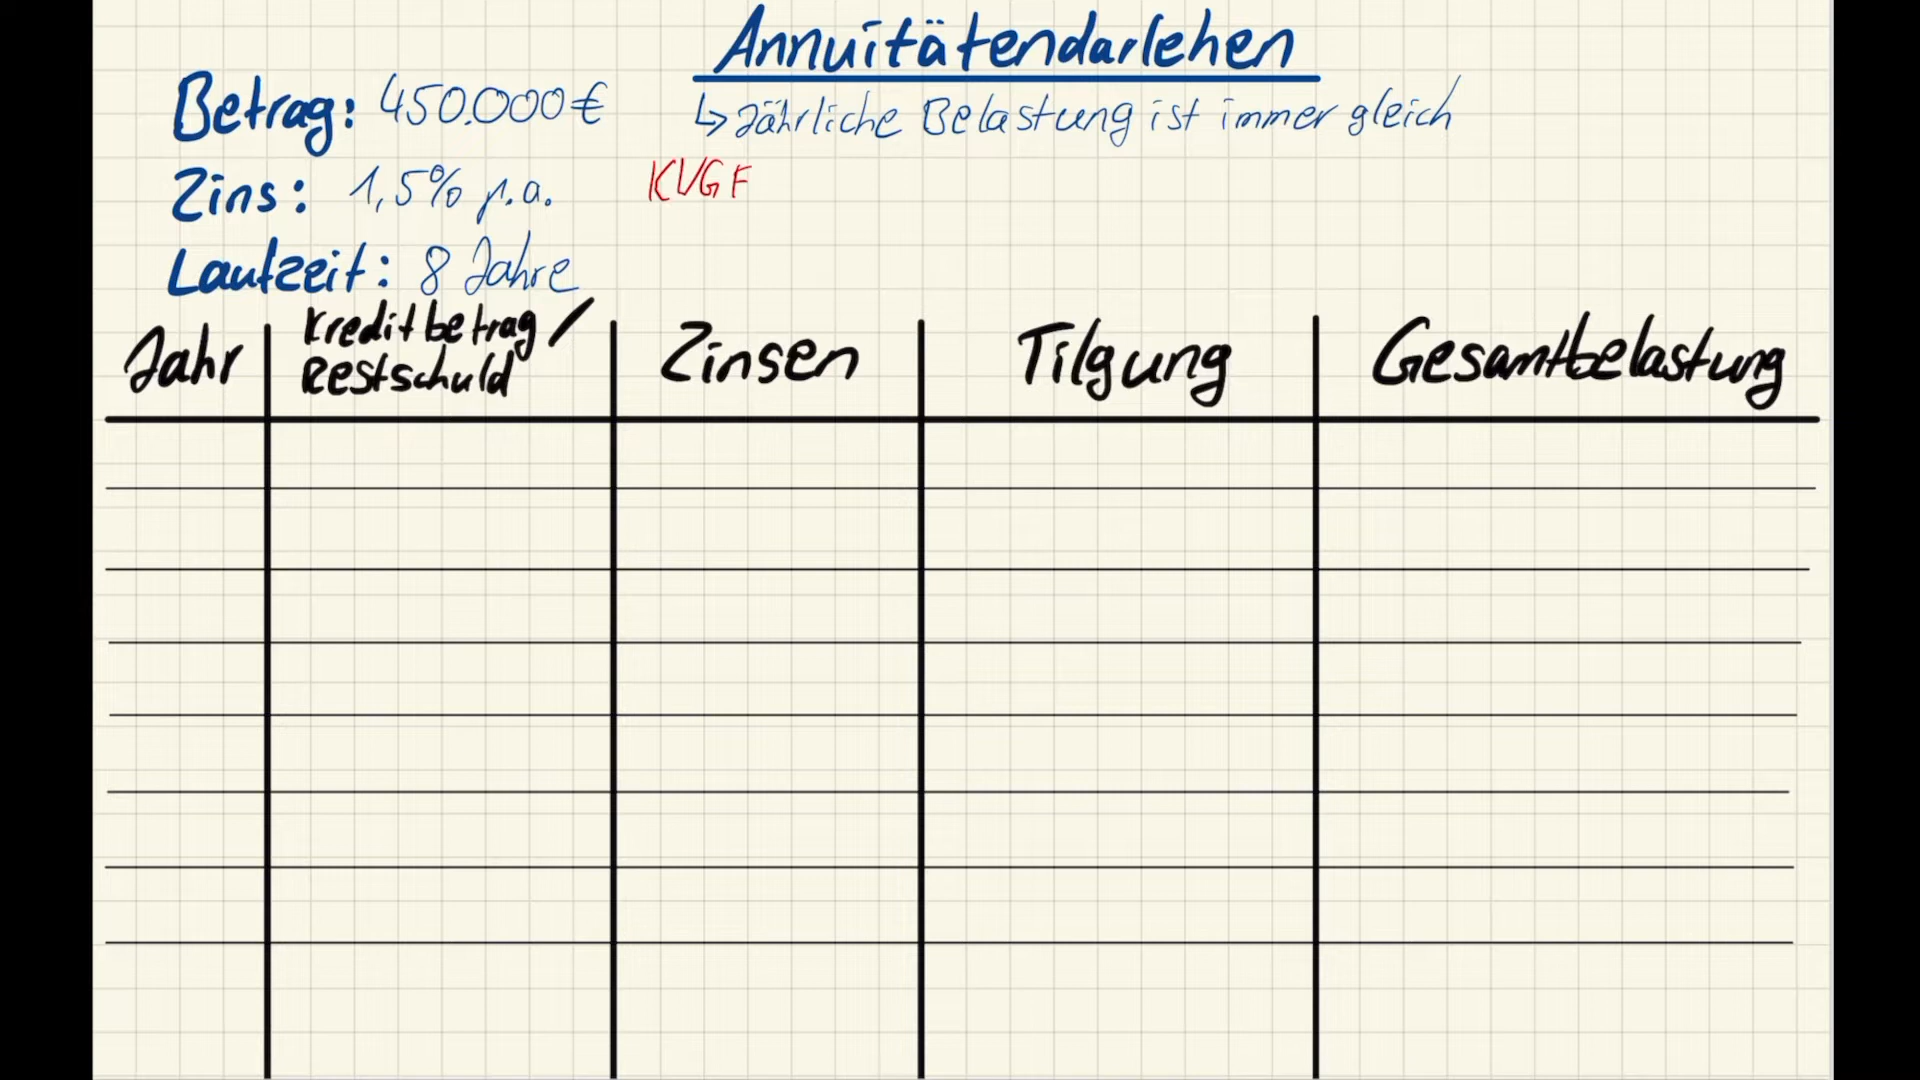 Annuitätendarlehen
Betrag: 450.000€
↳ Jährliche Belastung ist immer gleich
Zins: 1,5% p.a.
KVGF
Laufzeit: 8 Jahre
Jahr
Kreditbetrag/
Restschuld
Zinsen
Tilgung
Gesamtbelastung